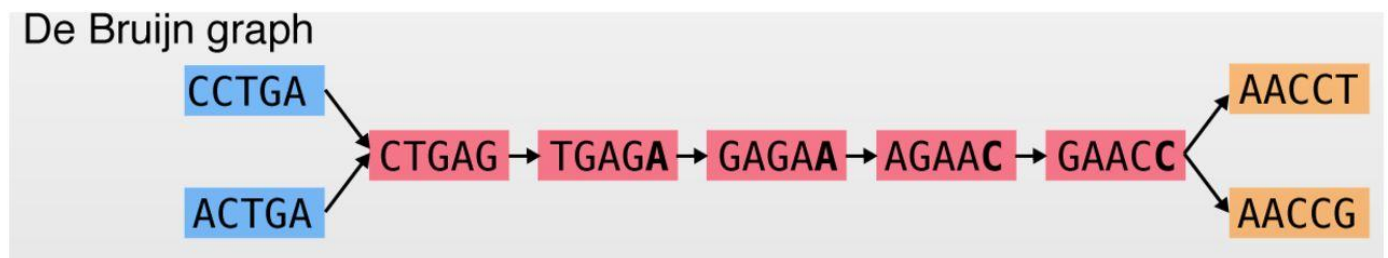 De Bruijn graph
CCTGA
AACCT
CTGAG
TGAGA
GAGAA
AGAAC
GAACC
ACTGA
AACCG